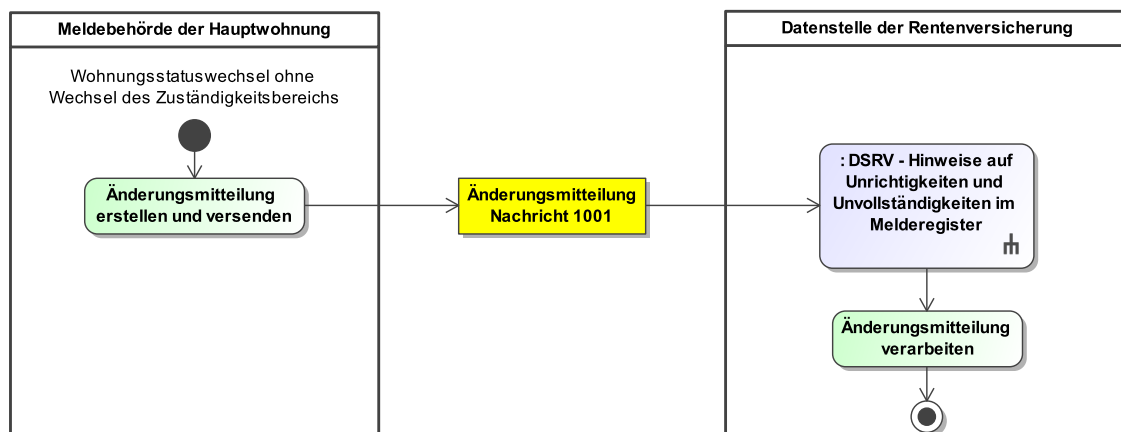 Meldebehörde der Hauptwohnung
Wohnungsstatuswechsel ohne
Wechsel des Zuständigkeitsbereichs
Änderungsmitteilung
erstellen und versenden
Änderungsmitteilung
Nachricht 1001
Datenstelle der Rentenversicherung
: DSRV - Hinweise auf
Unrichtigkeiten und
Unvollständigkeiten im
Melderegister
Änderungsmitteilung
verarbeiten